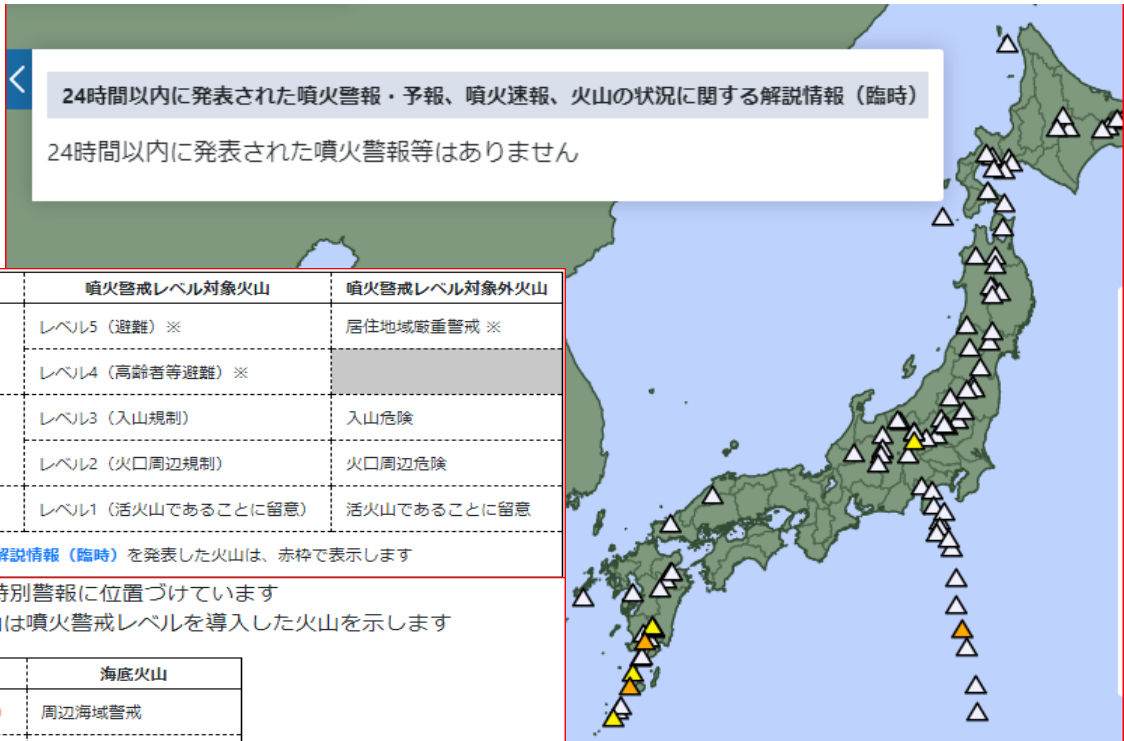 24時間以内に発表された噴火警報・予報、噴火速報、火山の状況に関する解説情報（臨時）
24時間以内に発表された噴火警報等はありません
噴火警戒レベル対象火山 噴火警戒レベル対象外火山
レベル5（避難）※ 居住地域厳重警戒 ※
レベル4（高齢者等避難）※
レベル3（入山規制） 入山危険
レベル2（火口周辺規制） 火口周辺危険
レベル1（活火山であることに留意） 活火山であることに留意
解説情報（臨時）を発表した火山は、赤枠で表示します
特別警報に位置づけています
は噴火警戒レベルを導入した火山を示します
海底火山
周辺海域警戒